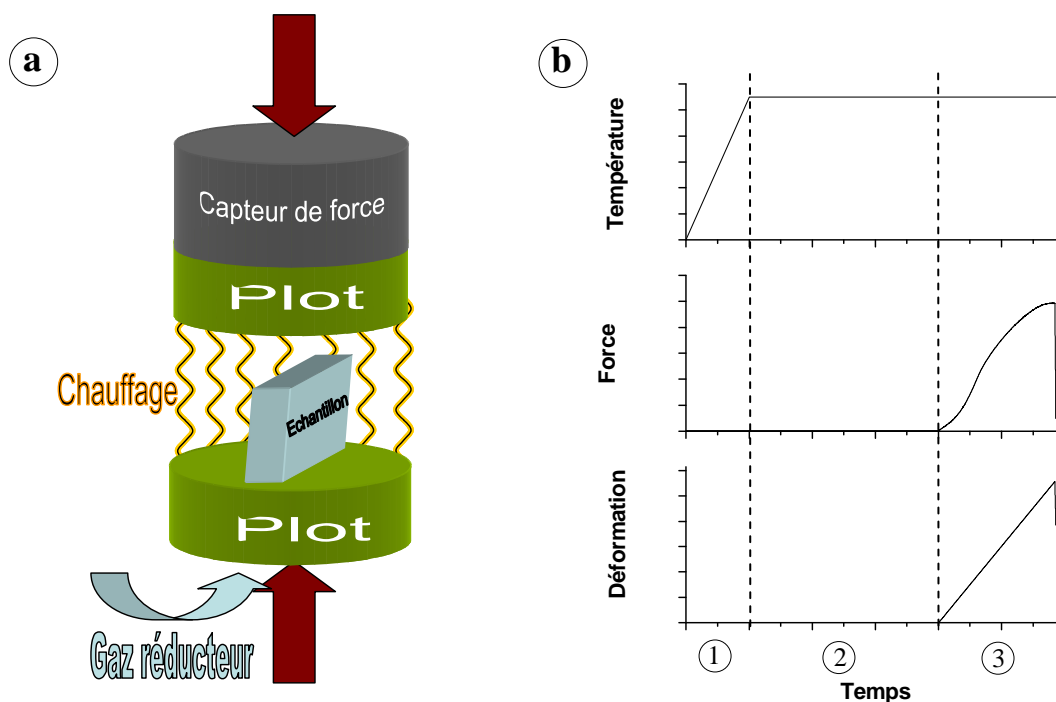 a
Capteur de force
Plot
Chauffage
Echantillon
Plot
Gaz réducteur
b
Température
Force
Déformation
1 2 3
Temps